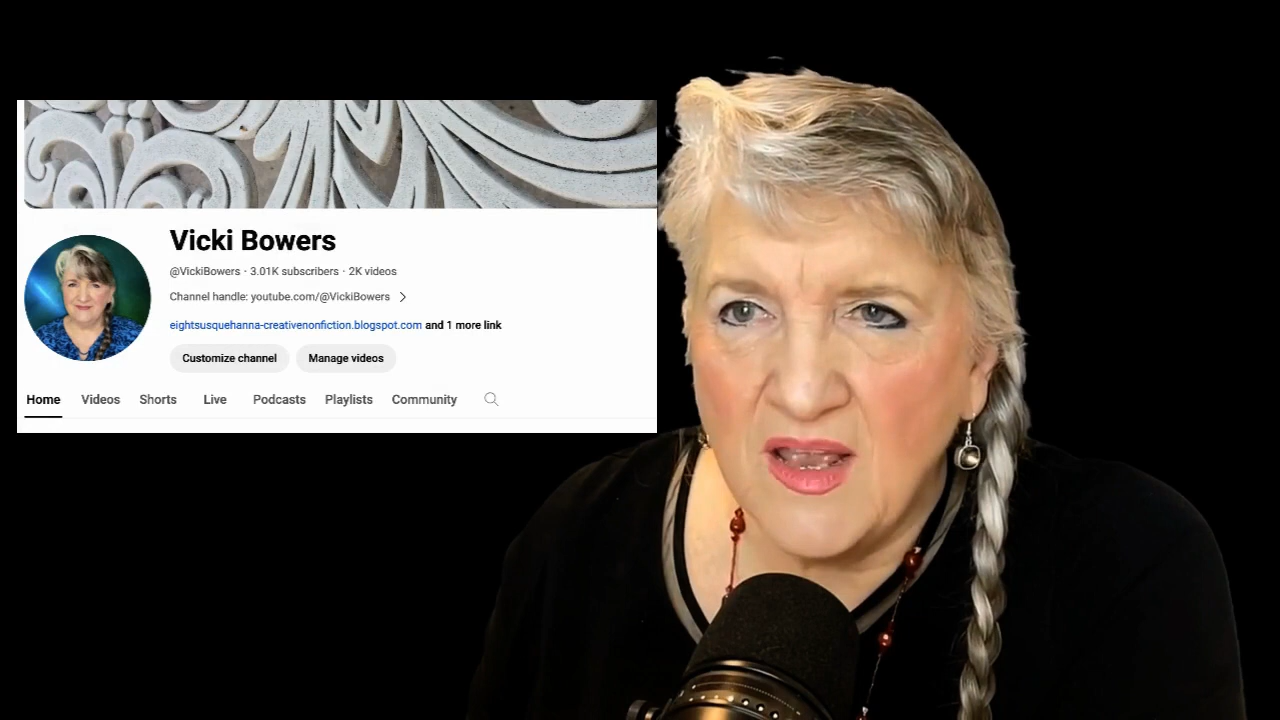 Vicki Bowers
@VickiBowers · 3.01K subscribers · 2K videos
Channel handle: youtube.com/@VickiBowers
eightsusquehanna-creativenonfiction.blogspot.com and 1 more link
Customize channel Manage videos
Home Videos Shorts Live Podcasts Playlists Community